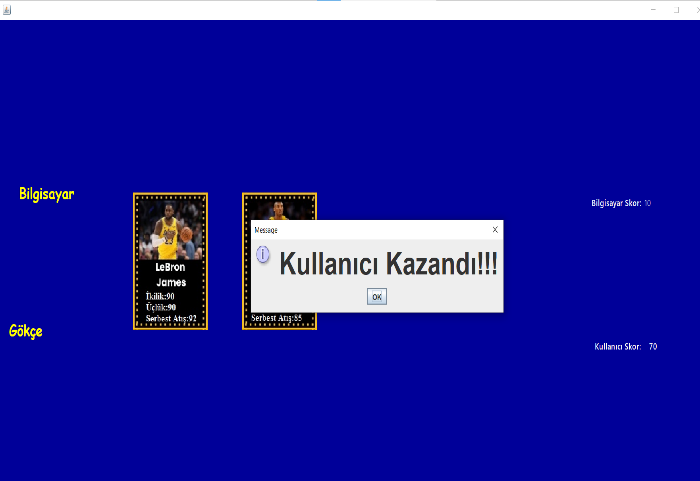 Bilgisayar
Bilgisayar Skor: 10
LeBron
James
İkilik:90
Üçlük:90
Serbest Atış:92
Message
Kullanıcı Kazandı!!!
OK
Serbest Atış:85
Gökçe
Kullanıcı Skor: 70